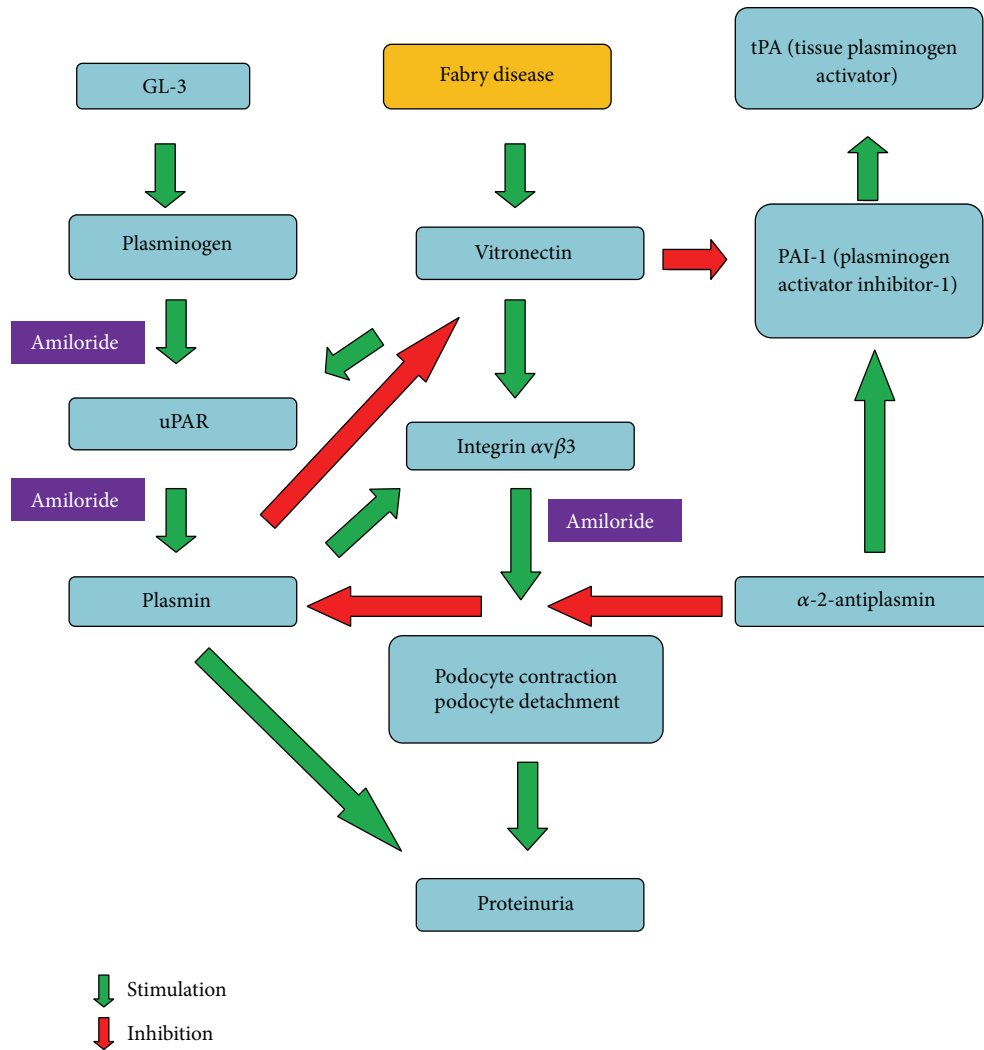 GL-3
Fabry disease
tPA (tissue plasminogen
activator)
Plasminogen
Vitronectin
PAI-1 (plasminogen
activator inhibitor-1)
Amiloride
uPAR
Integrin αvβ3
Amiloride
Amiloride
Plasmin
α-2-antiplasmin
Podocyte contraction
podocyte detachment
Proteinuria
Stimulation
Inhibition